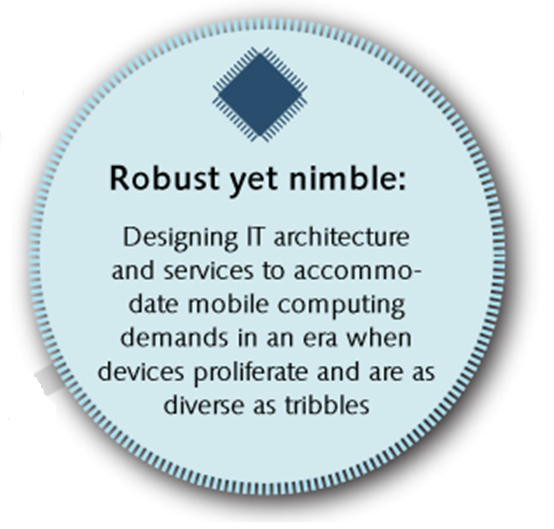 Robust yet nimble:
Designing IT architecture
and services to accommo-
date mobile computing
demands in an era when
devices proliferate and are as
diverse as tribbles